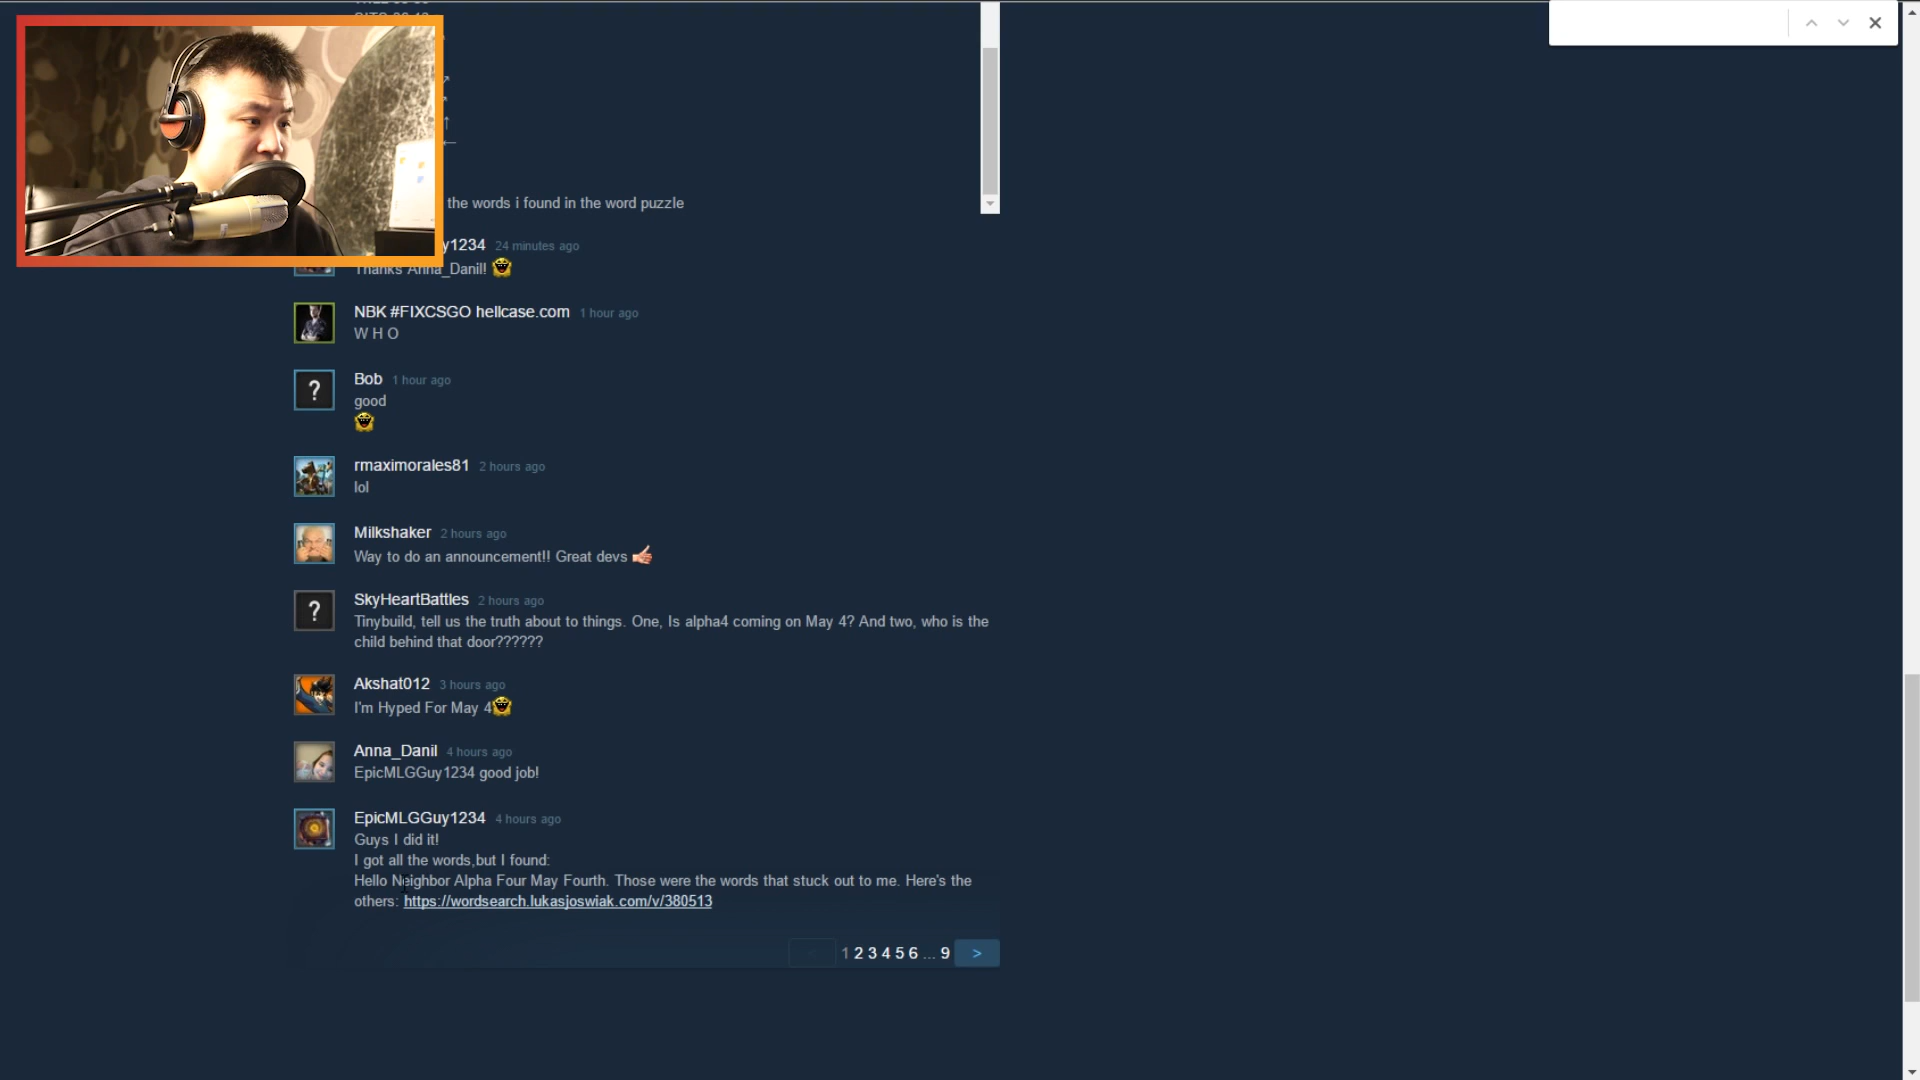 the words i found in the word puzzle
y1234 24 minutes ago
Thanks Anna_Danil!
NBK #FIXCSGO hellcase.com 1 hour ago
W H O
Bob 1 hour ago
good
rmaximorales81 2 hours ago
lol
Milkshaker 2 hours ago
Way to do an announcement!! Great devs
SkyHeartBattles 2 hours ago
Tinybuild, tell us the truth about to things. One, Is alpha4 coming on May 4? And two, who is the
child behind that door??????
Akshat012 3 hours ago
I'm Hyped For May 4
Anna_Danil 4 hours ago
EpicMLGGuy1234 good job!
EpicMLGGuy1234 4 hours ago
Guys I did it!
I got all the words,but I found:
Hello Neighbor Alpha Four May Fourth. Those were the words that stuck out to me. Here's the
others: https://wordsearch.lukasjoswiak.com/v/380513
< 1 2 3 4 5 6 ... 9 >